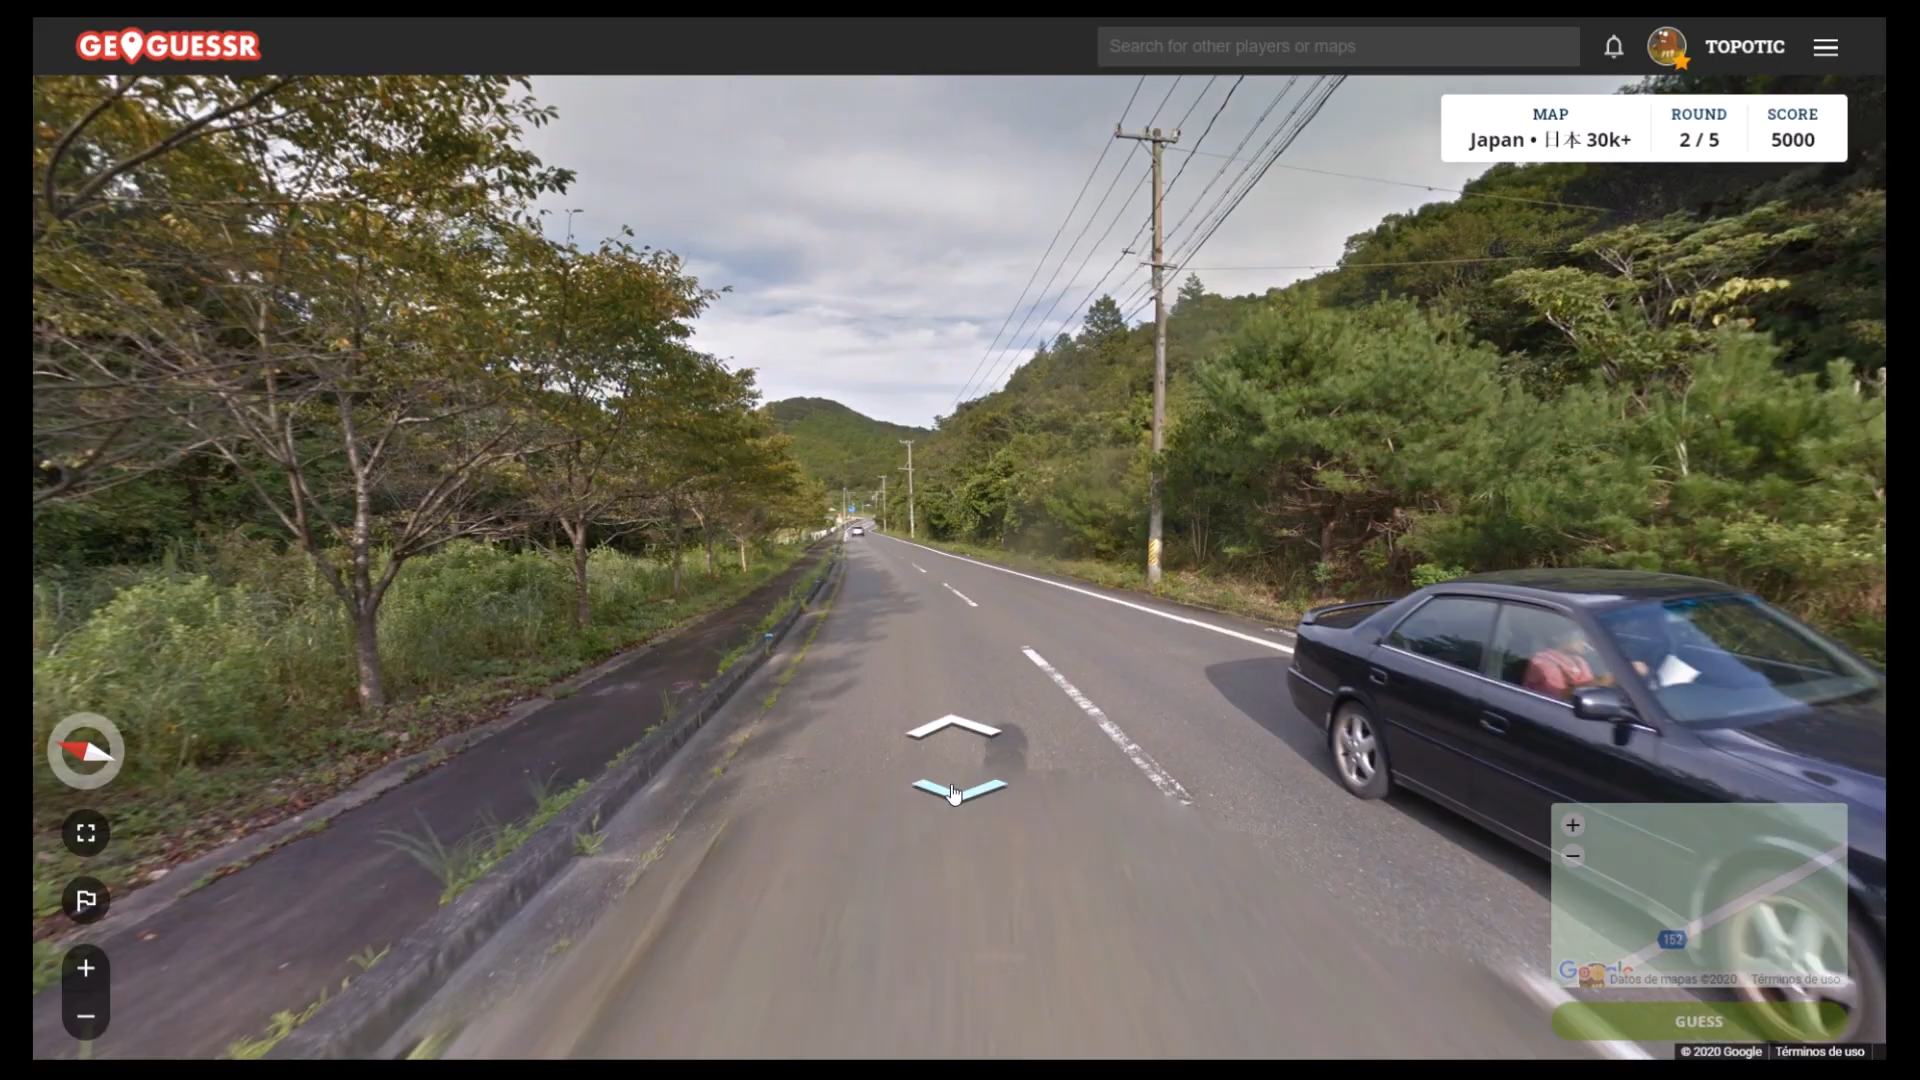 GEOGUESSR
Search for other players or maps
TOPOTIC
MAP
Japan • 日本 30k+
ROUND
2 / 5
SCORE
5000
+
−
152
Google
Datos de mapas ©2020
Términos de uso
GUESS
+
−
© 2020 Google
Términos de uso